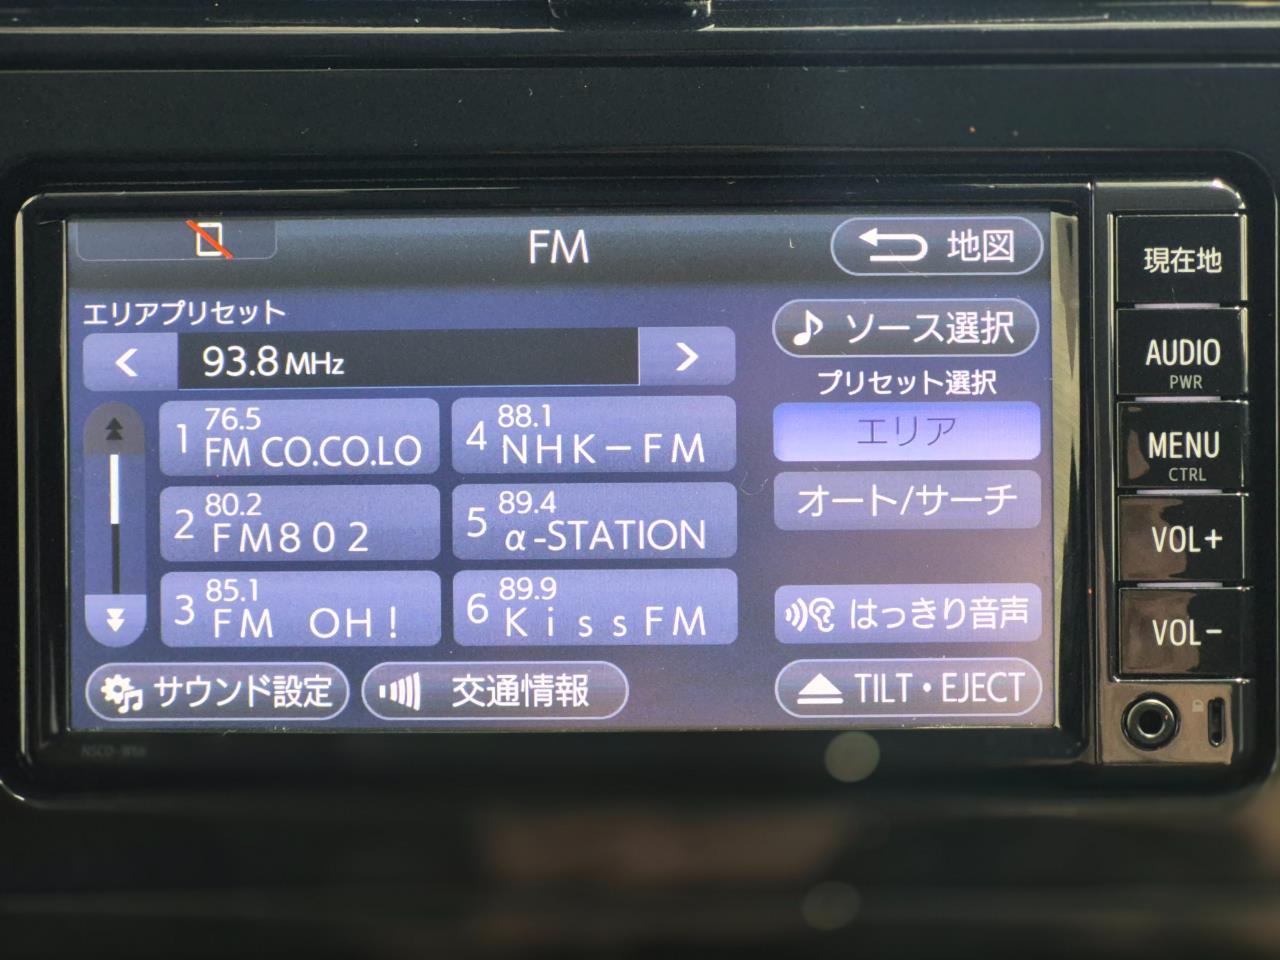 FM
地図
エリアプリセット
93.8 MHz
ソース選択
プリセット選択
エリア
オート/サーチ
1 76.5
FM CO.CO.LO
2 80.2
FM802
3 85.1
FM OH!
4 88.1
NHK-FM
5 89.4
α-STATION
6 89.9
KissFM
はっきり音声
サウンド設定
交通情報
TILT・EJECT
現在地
AUDIO
PWR
MENU
CTRL
VOL+
VOL-